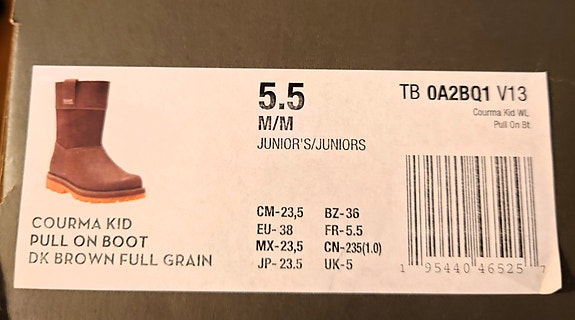 5.5
M/M
JUNIOR'S/JUNIORS
TB 0A2BQ1 V13
Courma Kid WL
Pull On Bt
COURMA KID
PULL ON BOOT
DK BROWN FULL GRAIN
CM-23,5 BZ-36
EU- 38 FR-5.5
MX-23,5 CN-235(1.0)
JP- 23.5 UK-5
1 95440 46525 7